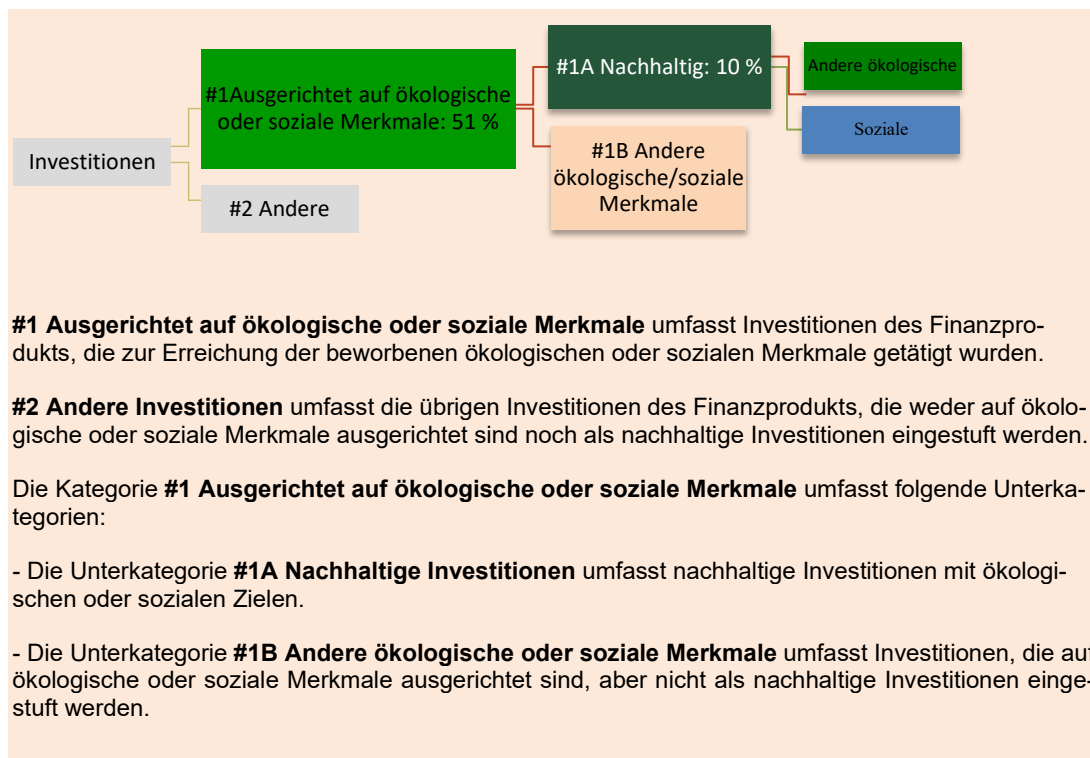 #1A Nachhaltig: 10 %
Andere ökologische
#1Ausgerichtet auf ökologische
oder soziale Merkmale: 51 %
Soziale
Investitionen
#1B Andere
ökologische/soziale
Merkmale
#2 Andere
#1 Ausgerichtet auf ökologische oder soziale Merkmale umfasst Investitionen des Finanzpro-
dukts, die zur Erreichung der beworbenen ökologischen oder sozialen Merkmale getätigt wurden.
#2 Andere Investitionen umfasst die übrigen Investitionen des Finanzprodukts, die weder auf ökolo-
gische oder soziale Merkmale ausgerichtet sind noch als nachhaltige Investitionen eingestuft werden.
Die Kategorie #1 Ausgerichtet auf ökologische oder soziale Merkmale umfasst folgende Unterka-
tegorien:
- Die Unterkategorie #1A Nachhaltige Investitionen umfasst nachhaltige Investitionen mit ökologi-
schen oder sozialen Zielen.
- Die Unterkategorie #1B Andere ökologische oder soziale Merkmale umfasst Investitionen, die auf
ökologische oder soziale Merkmale ausgerichtet sind, aber nicht als nachhaltige Investitionen einge-
stuft werden.